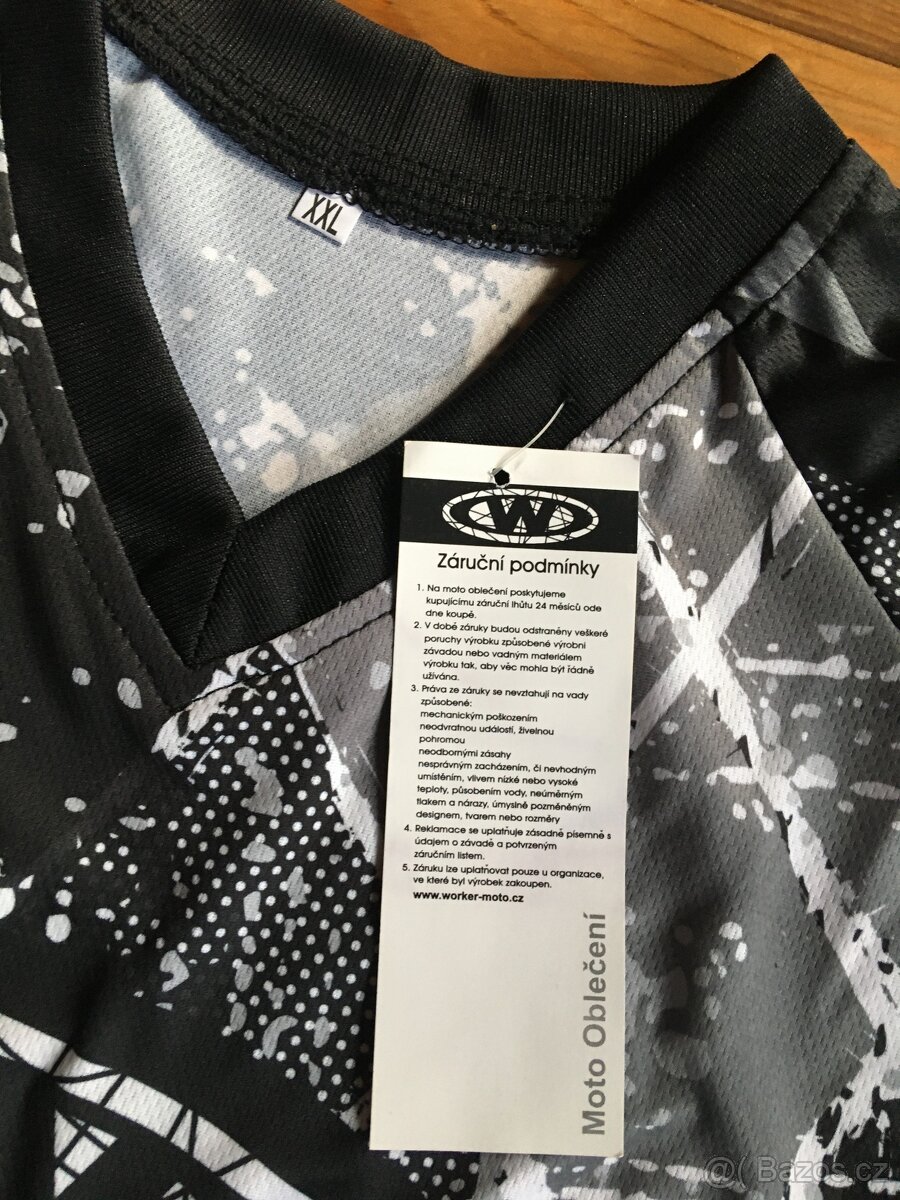 XXL
W
Záruční podmínky
1. Na moto oblečení poskytujeme
kupujícímu záruční lhůtu 24 měsíců ode
dne koupě.
2. V době záruky budou odstraněny veškeré
poruchy výrobku způsobené výrobní
závadou nebo vadným materiálem
výrobku tak, aby věc mohla být řádně
užívána.
3. Práva ze záruky se nevztahují na vady
způsobené:
mechanickým poškozením
neodvratnou událostí, živelnou
pohromou
neodbornými zásahy
nesprávným zacházením, či nevhodným
umístěním, vlivem nízké nebo vysoké
teploty, působením vody, neúměrným
tlakem a nárazy, úmyslně pozměněným
designem, tvarem nebo rozměry
4. Reklamace se uplatňuje zásadně písemně s
údajem o závadě a potvrzeným
záručním listem.
5. Záruku lze uplatňovat pouze u organizace,
ve které byl výrobek zakoupen.
www.worker-moto.cz
Moto Oblečení
@( Bazos.cz